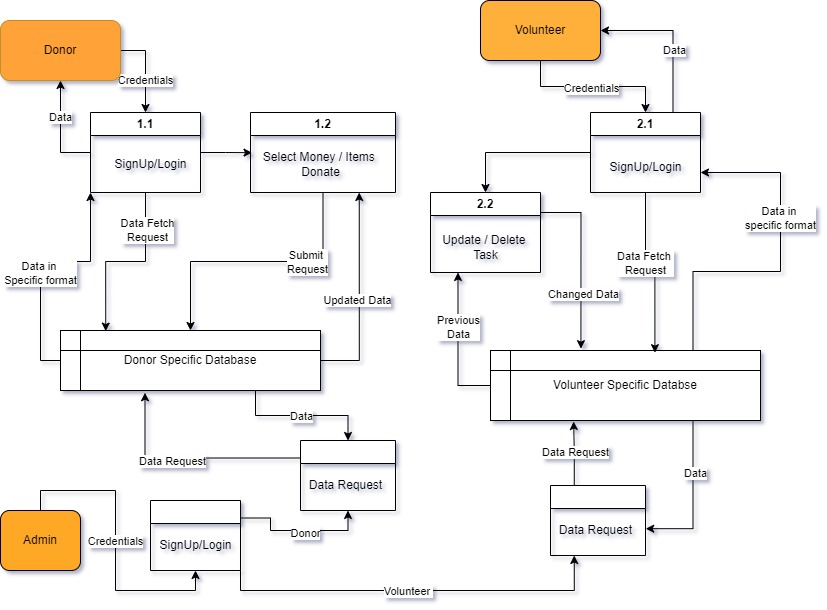 Donor
Credentials
Data
1.1
SignUp/Login
1.2
Select Money / Items
Donate
Data Fetch
Request
Data in
Specific format
Submit
Request
Updated Data
Donor Specific Database
Data
Data Request
Data Request
Volunteer
Data
Credentials
2.1
SignUp/Login
2.2
Update / Delete
Task
Data in
specific format
Data Fetch
Request
Changed Data
Previous
Data
Volunteer Specific Databse
Data Request
Data
Data Request
Admin
Credentials
SignUp/Login
Donor
Volunteer